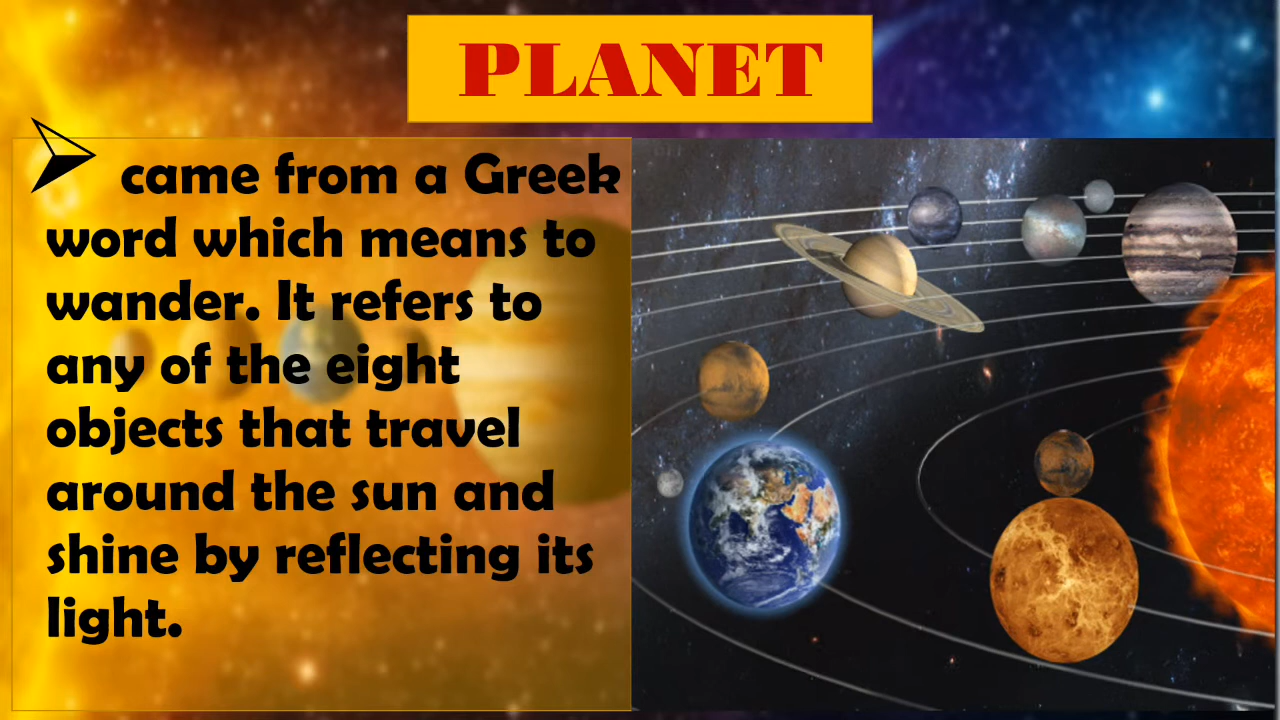 PLANET
came from a Greek
word which means to
wander. It refers to
any of the eight
objects that travel
around the sun and
shine by reflecting its
light.